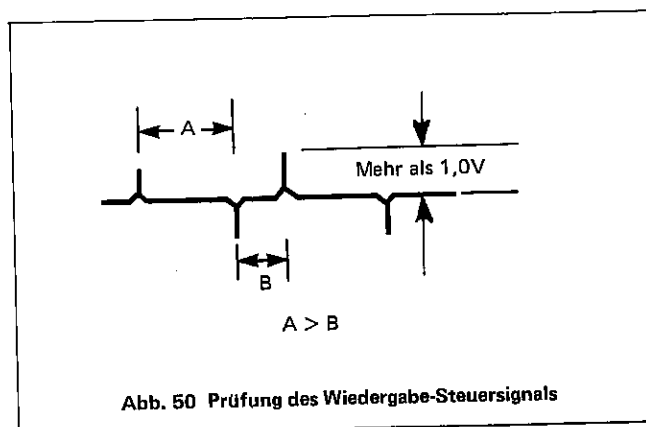 A
Mehr als 1,0V
B
A > B
Abb. 50 Prüfung des Wiedergabe-Steuersignals